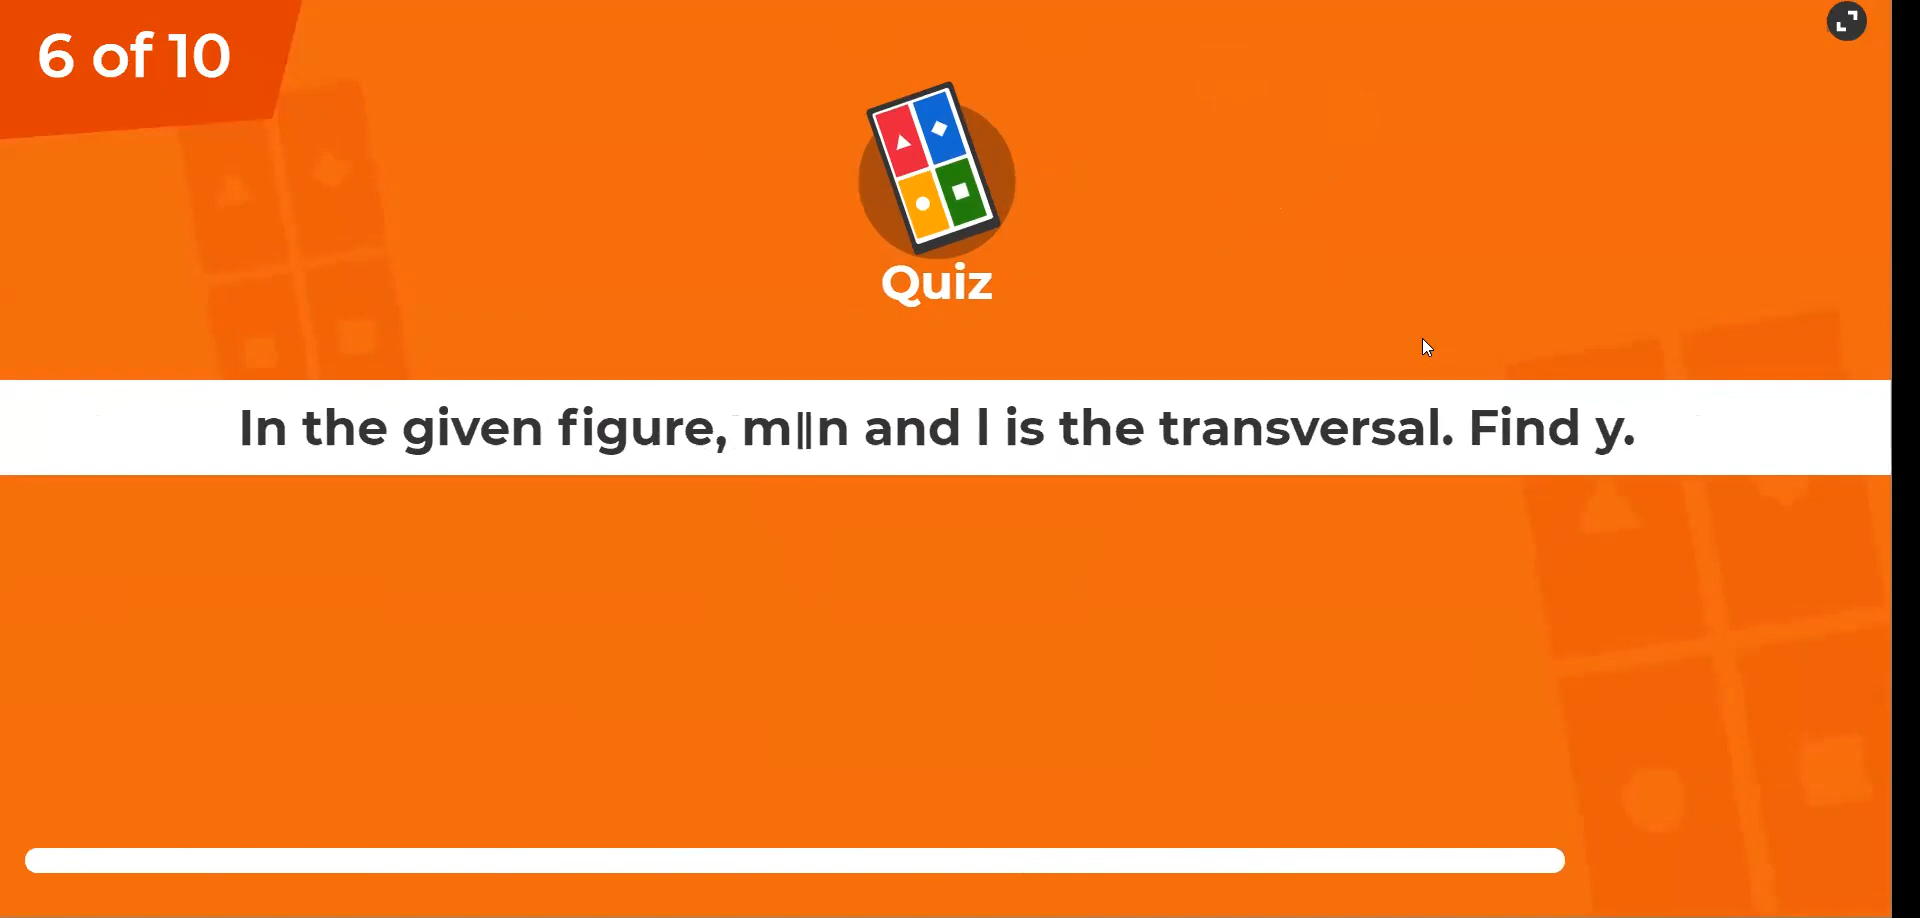 6 of 10
Quiz
In the given figure, m∥n and l is the transversal. Find y.